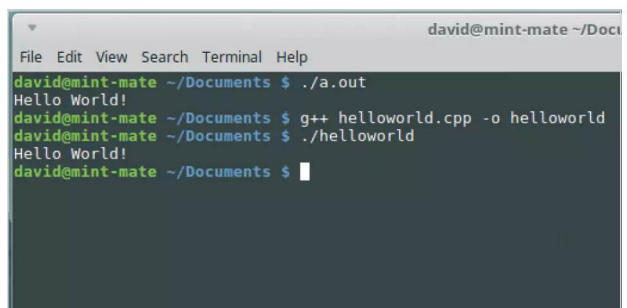 david@mint-mate ~/Docu
File Edit View Search Terminal Help
david@mint-mate ~/Documents $ ./a.out
Hello World!
david@mint-mate ~/Documents $ g++ helloworld.cpp -o helloworld
david@mint-mate ~/Documents $ ./helloworld
Hello World!
david@mint-mate ~/Documents $